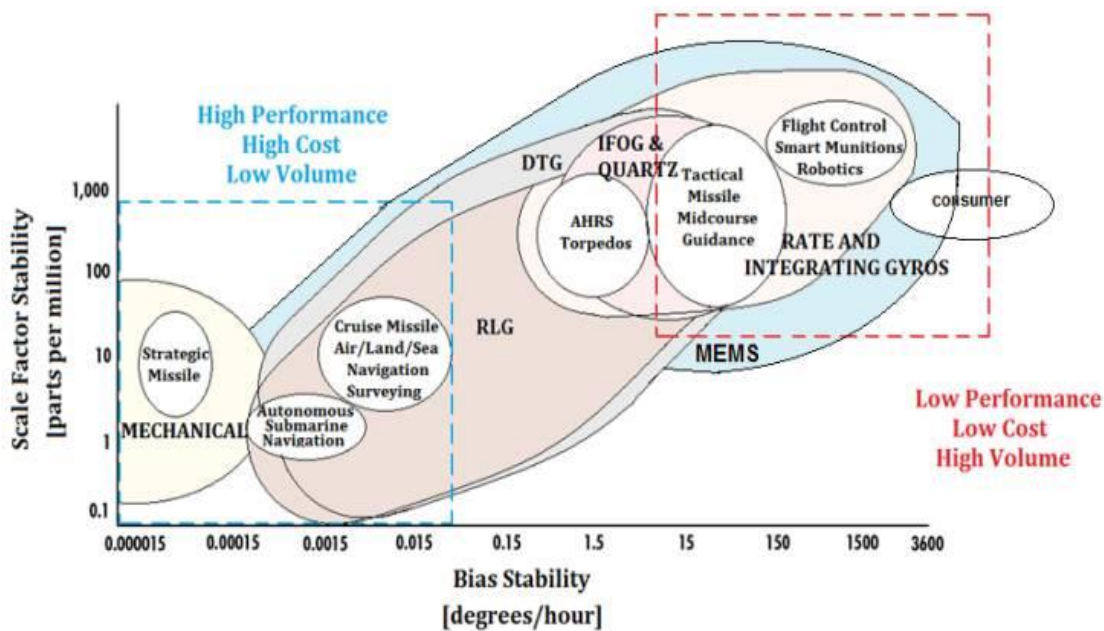 High Performance
High Cost
Low Volume
Low Performance
Low Cost
High Volume
Scale Factor Stability
[parts per million]
1,000
100
10
1
0.1
0.000015
0.00015
0.0015
0.015
0.15
1.5
15
150
1500
3600
Bias Stability
[degrees/hour]
Strategic
Missile
MECHANICAL
Autonomous
Submarine
Navigation
Cruise Missile
Air/Land/Sea
Navigation
Surveying
RLG
DTG
IFOG &
QUARTZ
AHRS
Torpedos
Tactical
Missile
Midcourse
Guidance
Flight Control
Smart Munitions
Robotics
consumer
RATE AND
INTEGRATING GYROS
MEMS